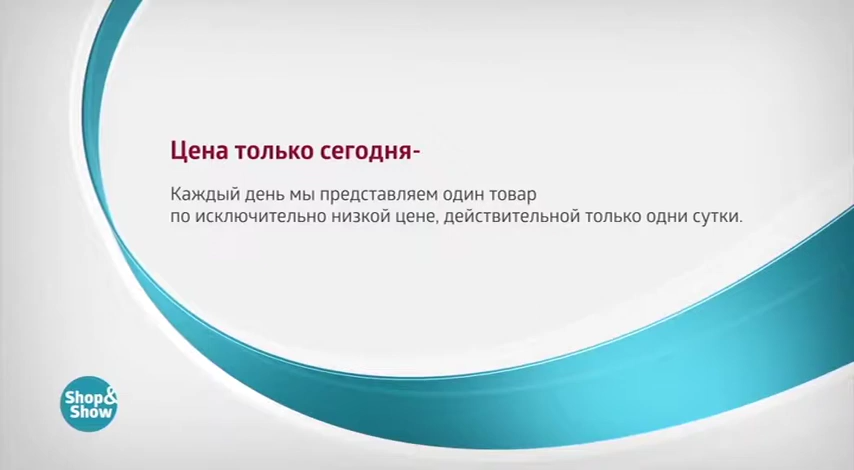 Цена только сегодня-
Каждый день мы представляем один товар
по исключительно низкой цене, действительной только одни сутки.
Shop&
Show